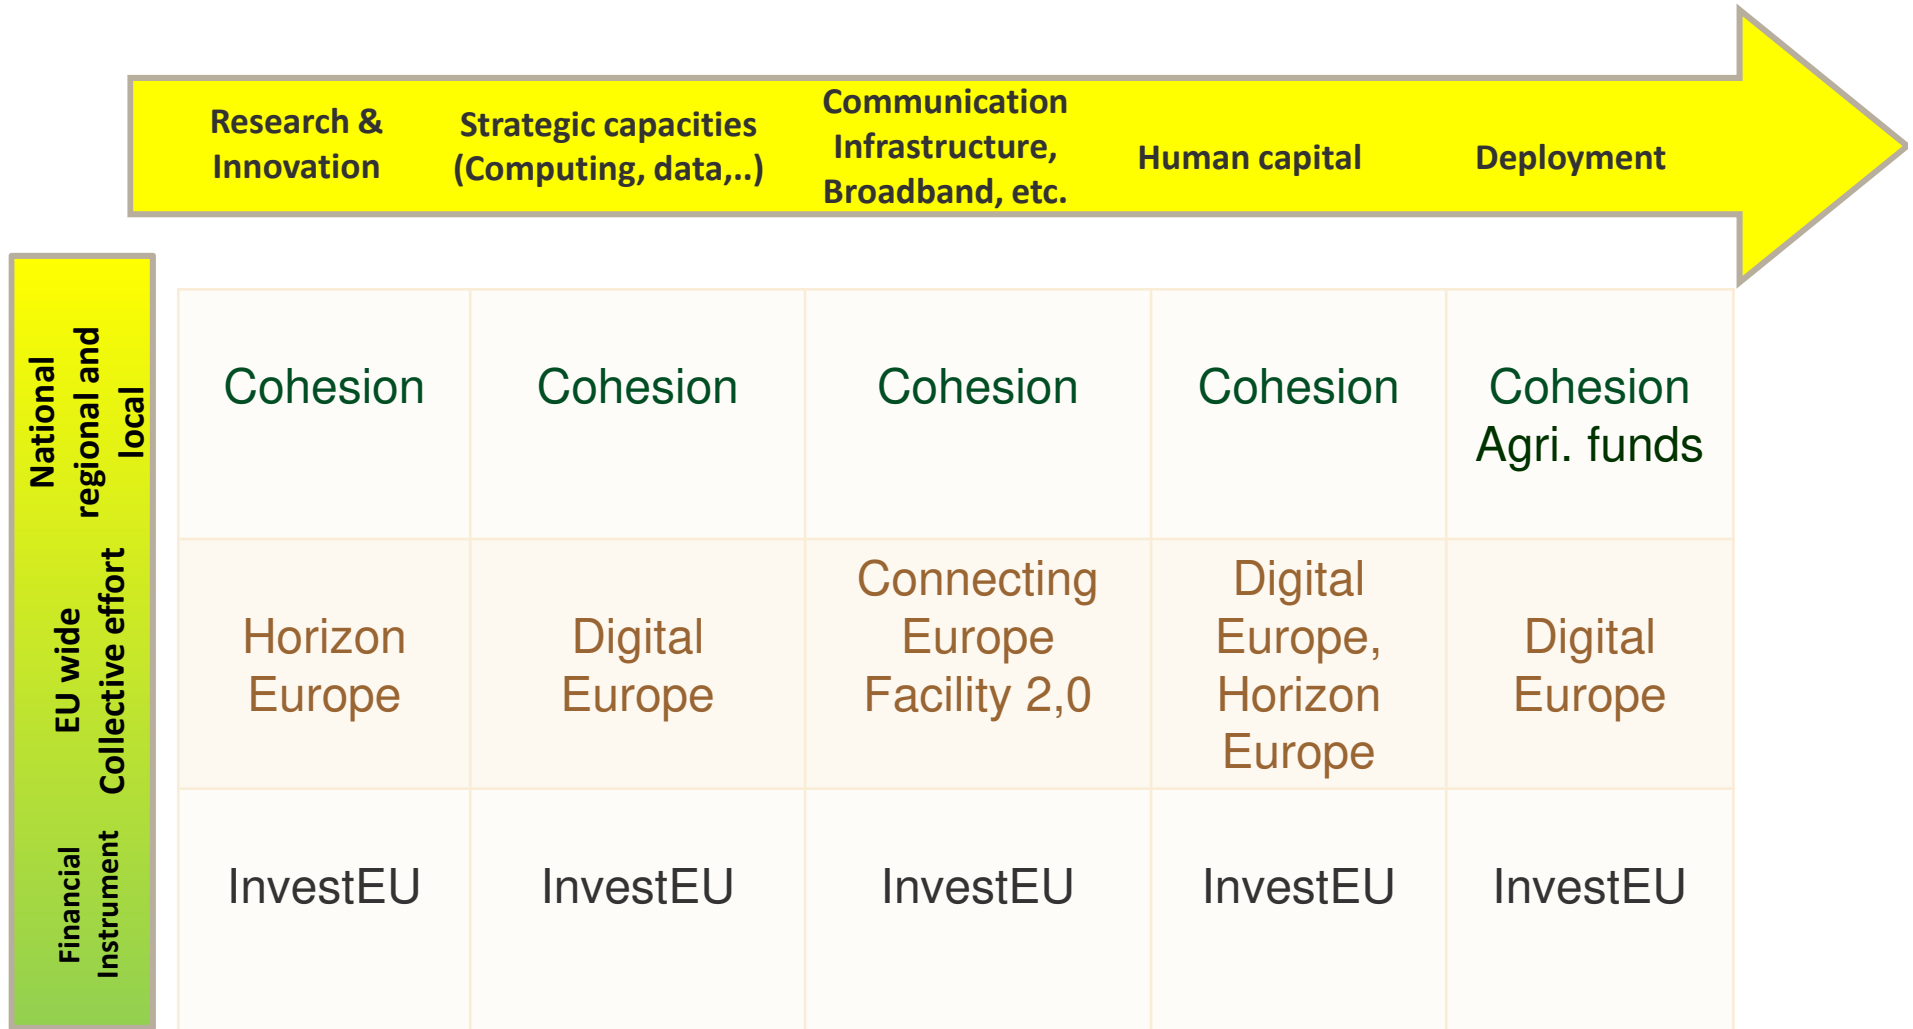 Research &
Innovation
Strategic capacities
(Computing, data,..)
Communication
Infrastructure,
Broadband, etc.
Human capital
Deployment
National
regional and
local
Cohesion
Cohesion
Cohesion
Cohesion
Cohesion
Agri. funds
EU wide
Collective effort
Horizon
Europe
Digital
Europe
Connecting
Europe
Facility 2,0
Digital
Europe,
Horizon
Europe
Digital
Europe
Financial
Instrument
InvestEU
InvestEU
InvestEU
InvestEU
InvestEU